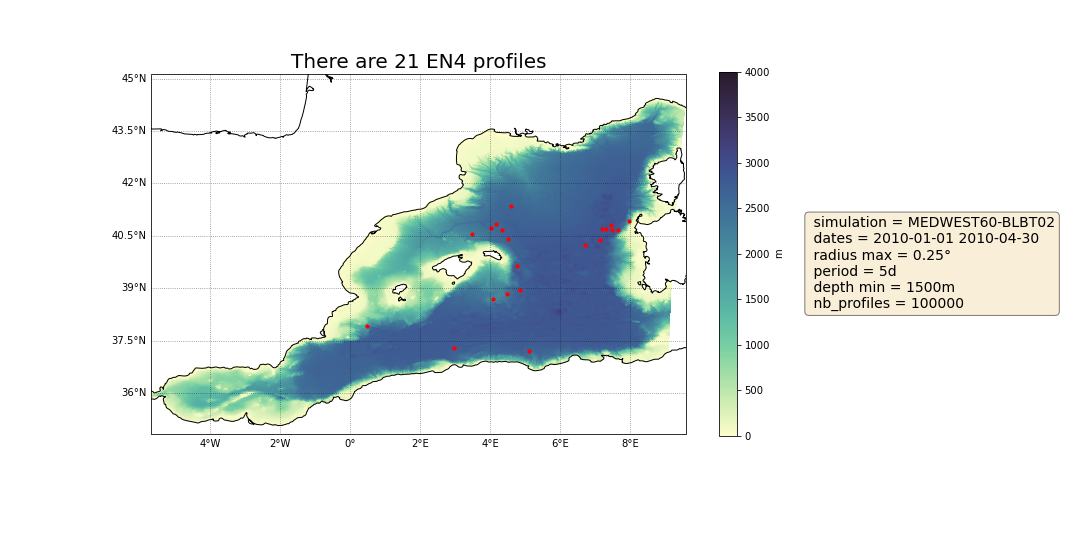 There are 21 EN4 profiles
45°N
43.5°N
42°N
40.5°N
39°N
37.5°N
36°N
4°W
2°W
0°
2°E
4°E
6°E
8°E
4000
3500
3000
2500
2000
1500
1000
500
0
m
simulation = MEDWEST60-BLBT02
dates = 2010-01-01 2010-04-30
radius max = 0.25°
period = 5d
depth min = 1500m
nb_profiles = 100000